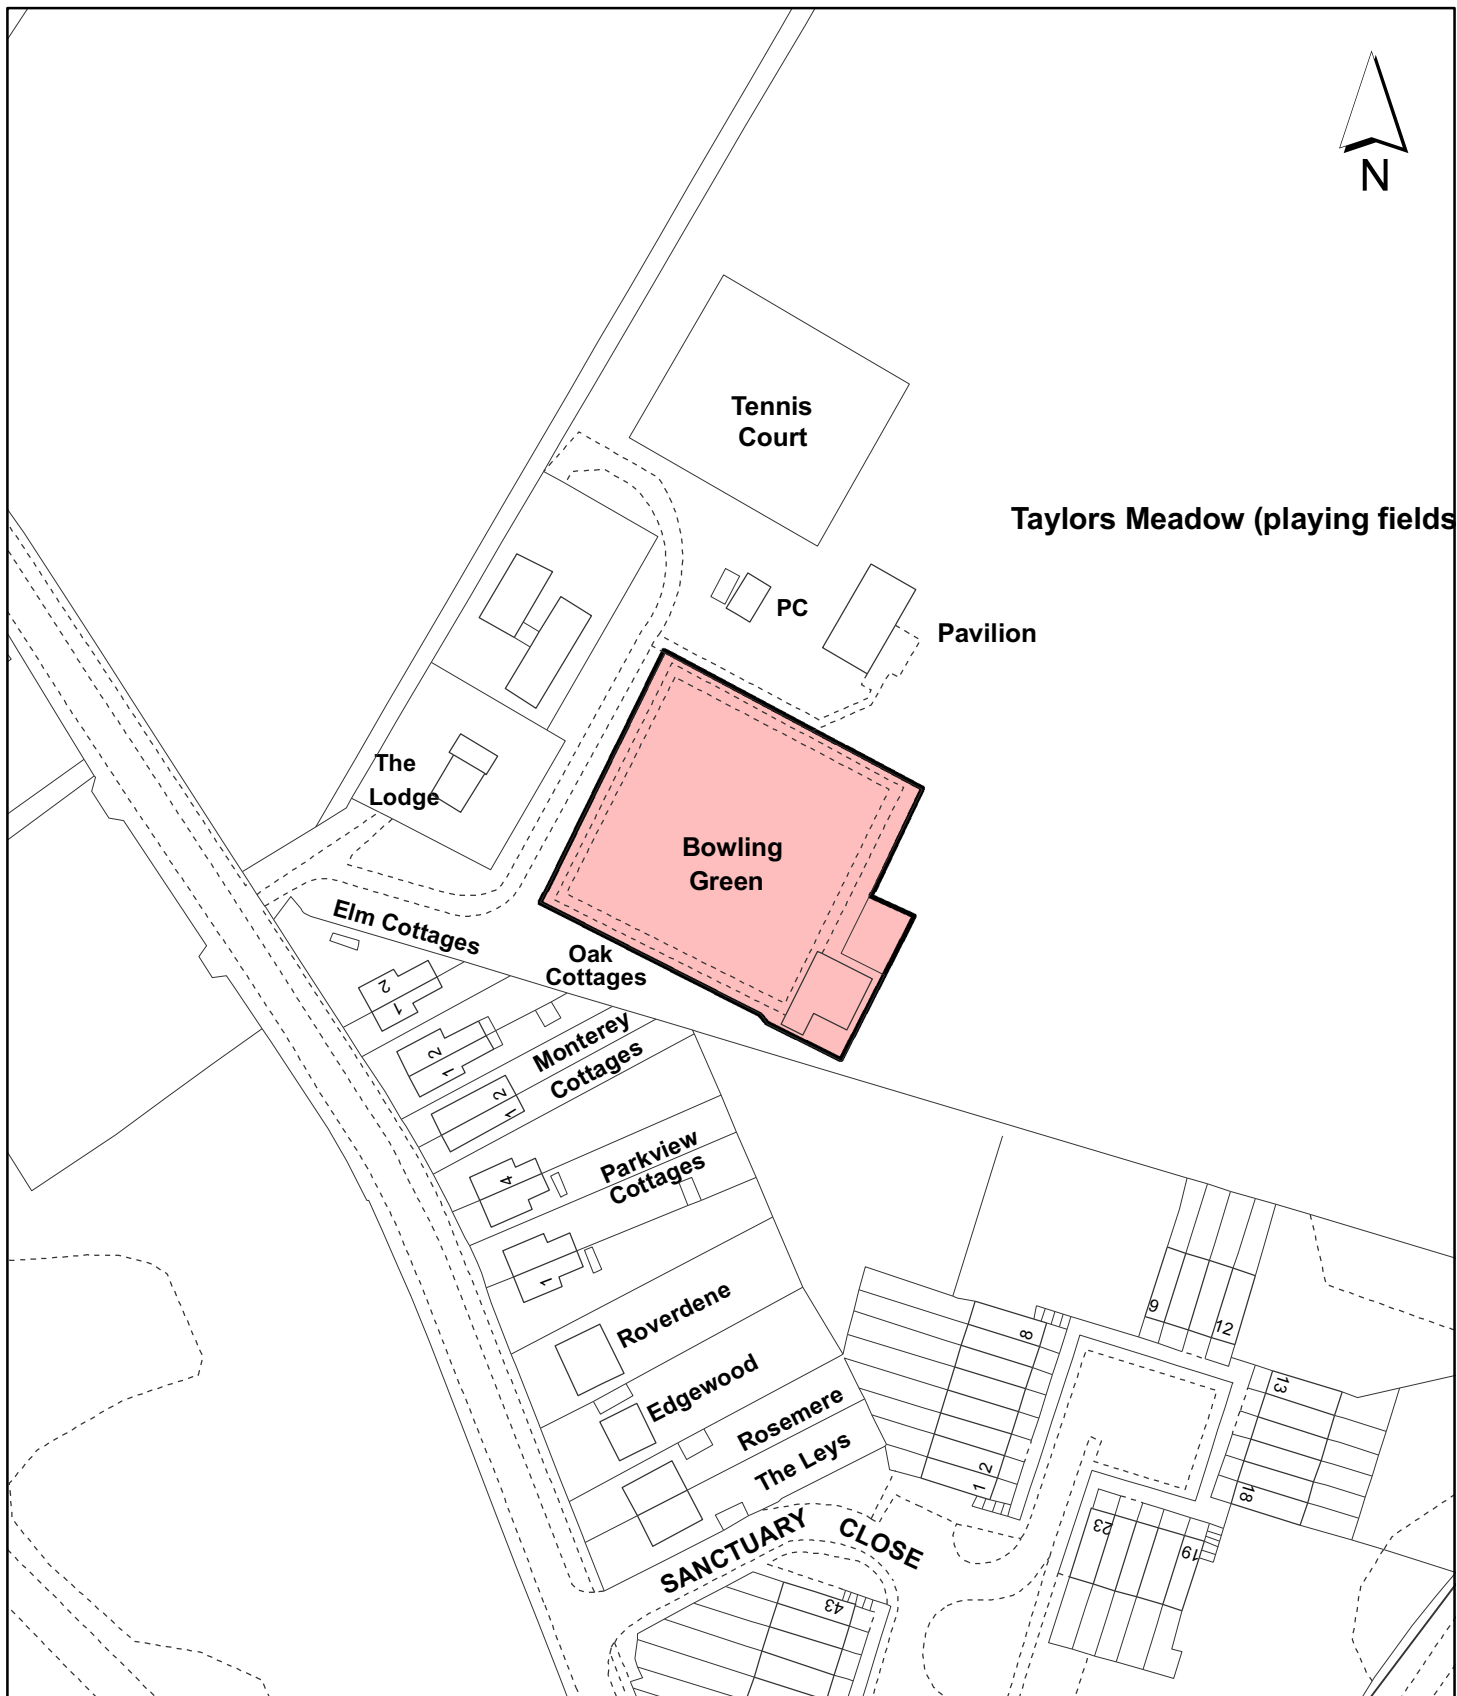 N
Tennis
Court
Taylors Meadow (playing fields
PC
Pavilion
The
Lodge
Bowling
Green
Elm Cottages
Oak
Cottages
2
1
Monterey
Cottages
2
1
2
1
Parkview
Cottages
4
1
Roverdene
Edgewood
Rosemere
The Leys
SANCTUARY CLOSE
8
2
1
9
12
13
18
23
19
43